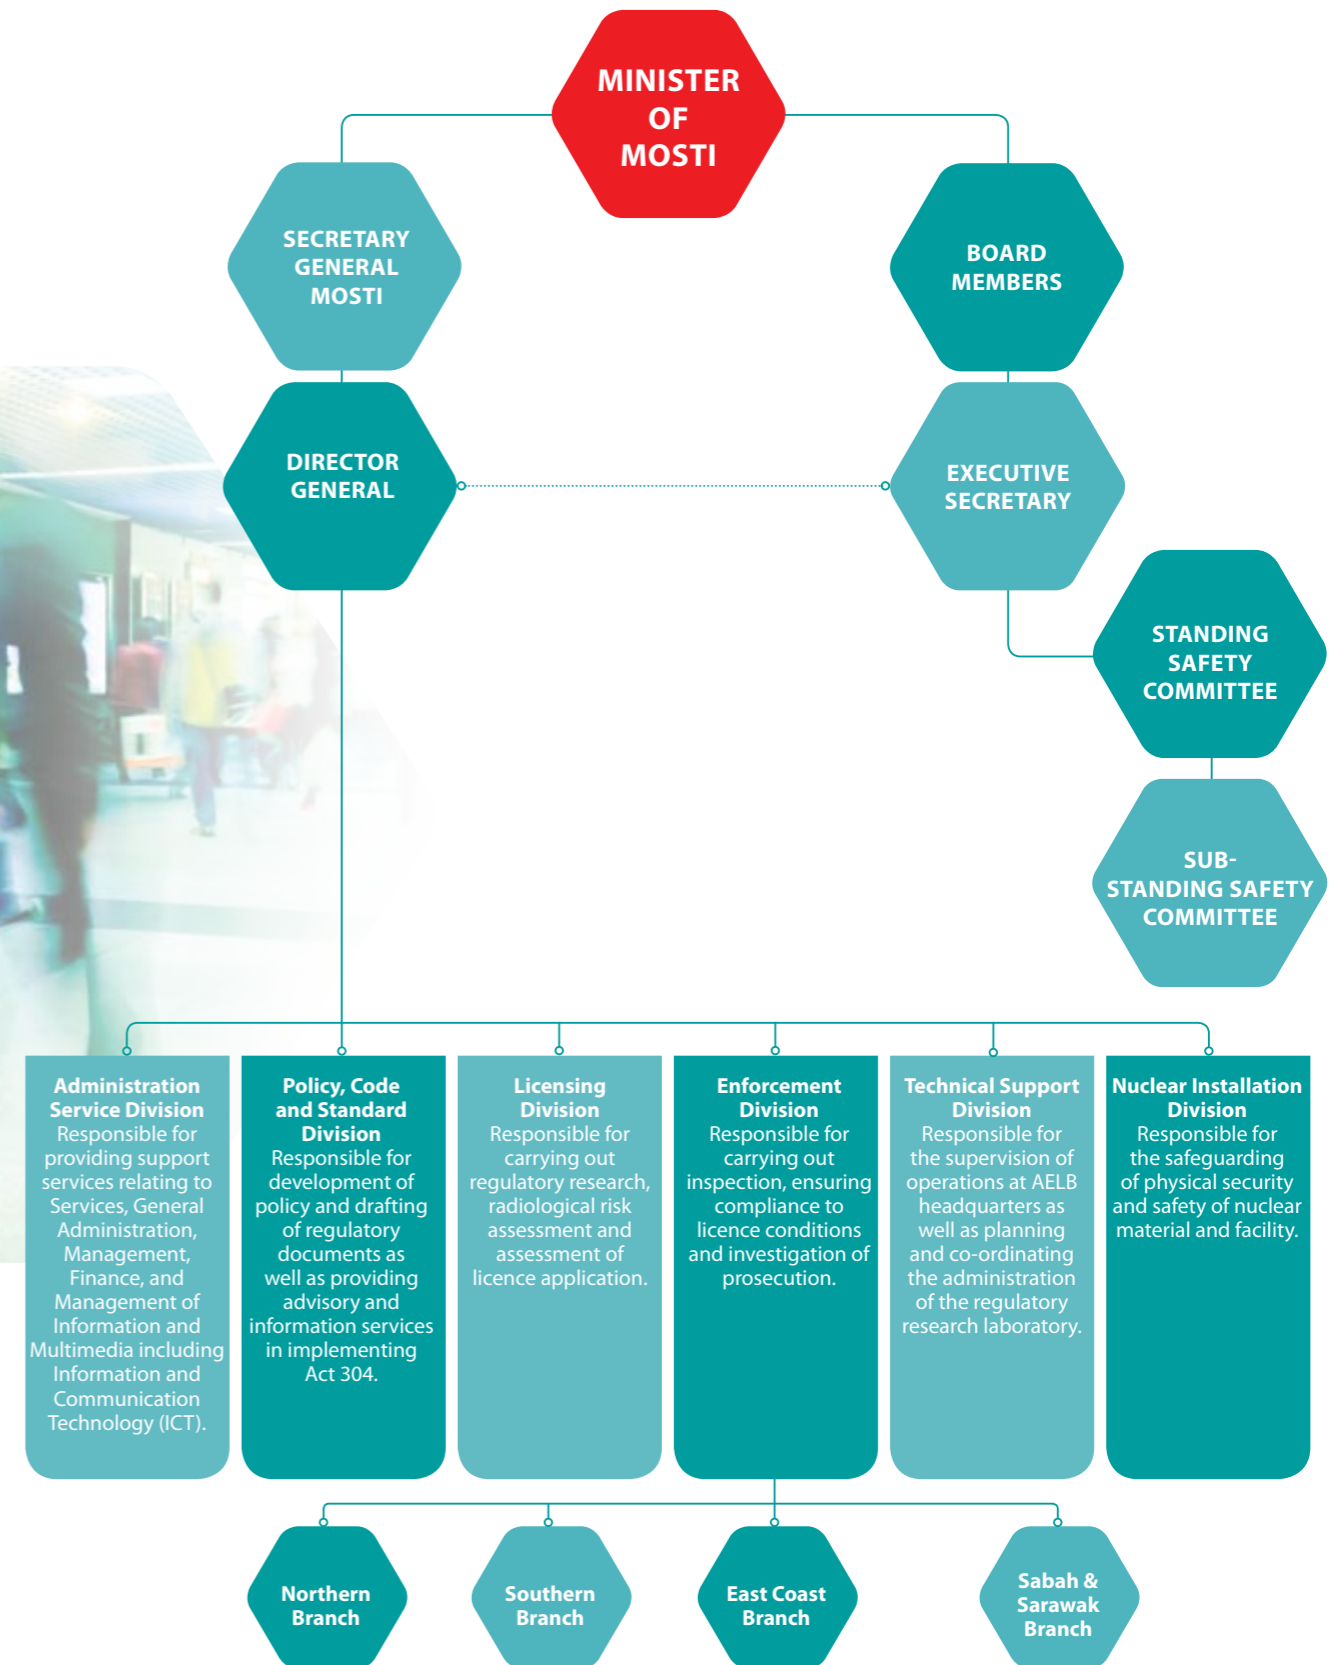 MINISTER
OF
MOSTI
SECRETARY
GENERAL
MOSTI
BOARD
MEMBERS
DIRECTOR
GENERAL
EXECUTIVE
SECRETARY
STANDING
SAFETY
COMMITTEE
SUB-
STANDING SAFETY
COMMITTEE
Administration
Service Division
Responsible for
providing support
services relating to
Services, General
Administration,
Management,
Finance, and
Management of
Information and
Multimedia including
Information and
Communication
Technology (ICT).
Policy, Code
and Standard
Division
Responsible for
development of
policy and drafting
of regulatory
documents as
well as providing
advisory and
information services
in implementing
Act 304.
Licensing
Division
Responsible for
carrying out
regulatory research,
radiological risk
assessment and
assessment of
licence application.
Enforcement
Division
Responsible for
carrying out
inspection, ensuring
compliance to
licence conditions
and investigation of
prosecution.
Technical Support
Division
Responsible for
the supervision of
operations at AELB
headquarters as
well as planning
and co-ordinating
the administration
of the regulatory
research laboratory.
Nuclear Installation
Division
Responsible for
the safeguarding
of physical security
and safety of nuclear
material and facility.
Northern
Branch
Southern
Branch
East Coast
Branch
Sabah &
Sarawak
Branch